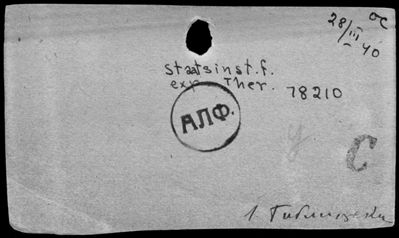 28/III 40
Staatsinst. f.
exp. Ther. 78210
АЛФ.
С